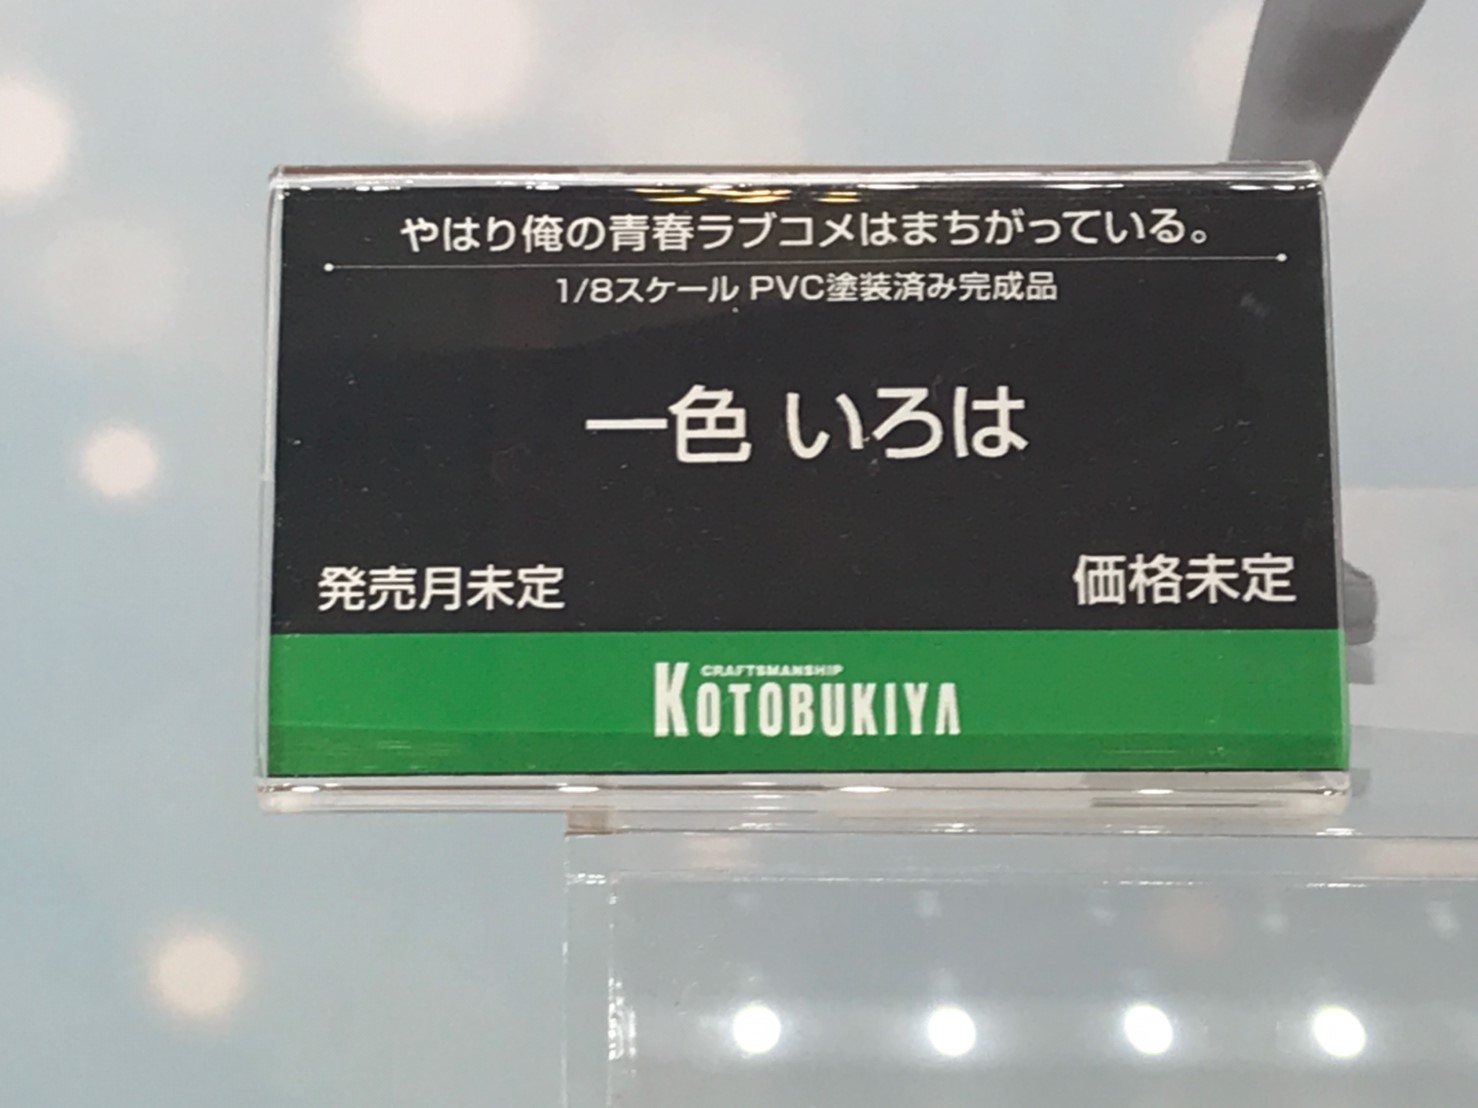 やはり俺の青春ラブコメはまちがっている。
1/8スケール PVC塗装済み完成品
一色 いろは
発売月未定 価格未定
CRAFTSMANSHIP
KOTOBUKIYA